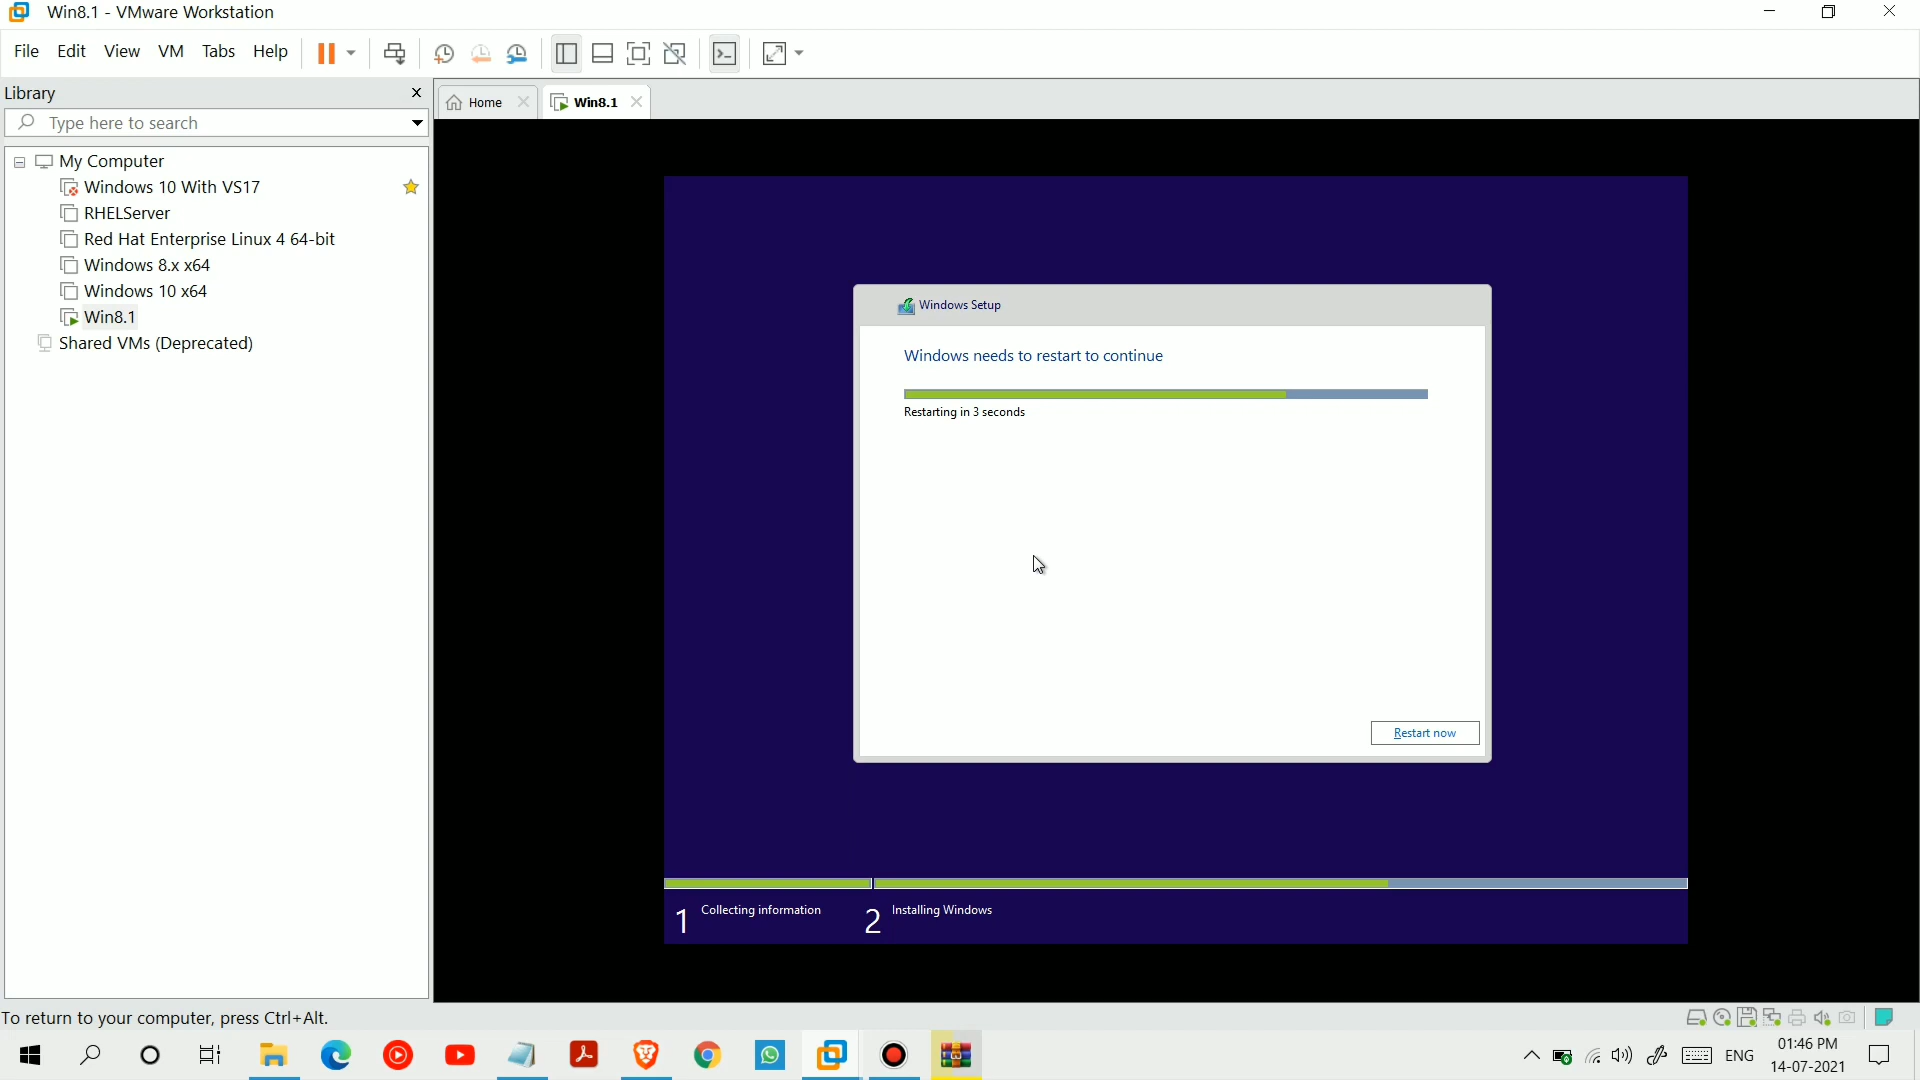 Win8.1 - VMware Workstation
File Edit View VM Tabs Help
Library
Type here to search
Home
Win8.1
My Computer
Windows 10 With VS17
RHELServer
Red Hat Enterprise Linux 4 64-bit
Windows 8.x x64
Windows 10 x64
Win8.1
Shared VMs (Deprecated)
Windows Setup
Windows needs to restart to continue
Restarting in 3 seconds
Restart now
1 Collecting information
2 Installing Windows
To return to your computer, press Ctrl+Alt.
ENG
01:46 PM
14-07-2021